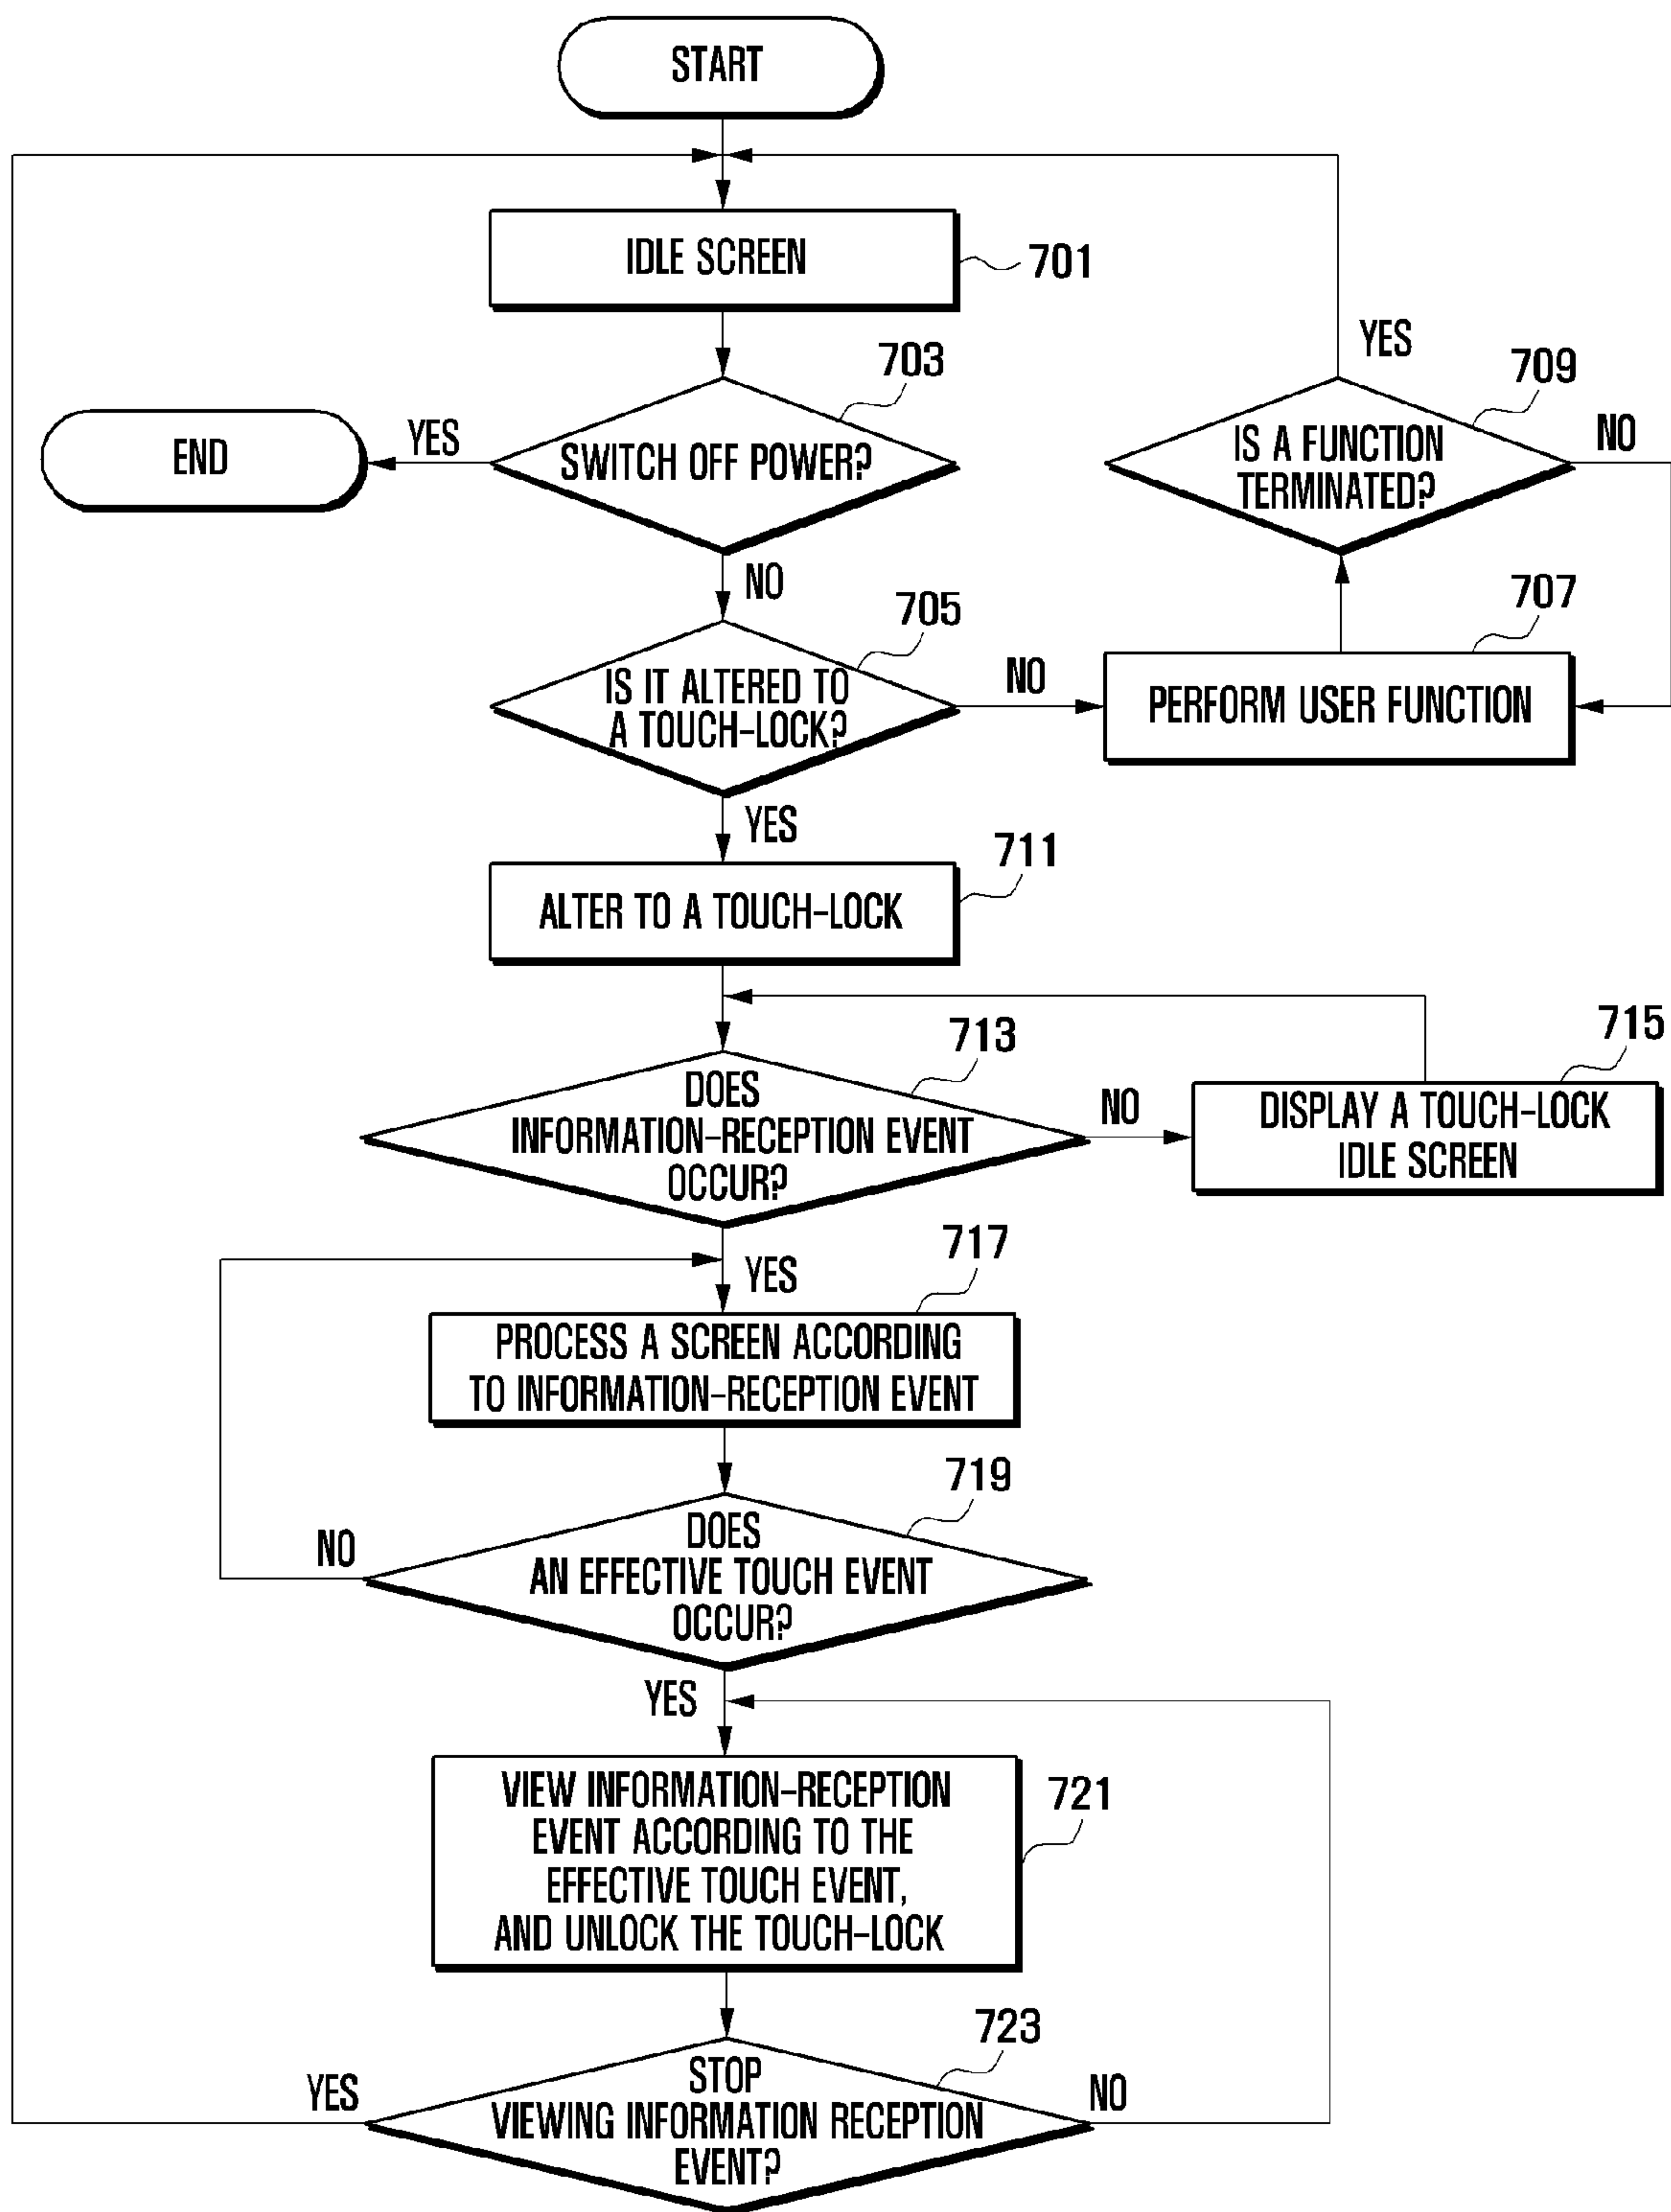 START
IDLE SCREEN
701
703
SWITCH OFF POWER?
YES
END
NO
705
IS IT ALTERED TO
A TOUCH-LOCK?
NO
707
PERFORM USER FUNCTION
709
IS A FUNCTION
TERMINATED?
YES
NO
YES
711
ALTER TO A TOUCH-LOCK
713
DOES
INFORMATION-RECEPTION EVENT
OCCUR?
NO
715
DISPLAY A TOUCH-LOCK
IDLE SCREEN
YES
717
PROCESS A SCREEN ACCORDING
TO INFORMATION-RECEPTION EVENT
719
DOES
AN EFFECTIVE TOUCH EVENT
OCCUR?
NO
YES
721
VIEW INFORMATION-RECEPTION
EVENT ACCORDING TO THE
EFFECTIVE TOUCH EVENT,
AND UNLOCK THE TOUCH-LOCK
723
STOP
VIEWING INFORMATION RECEPTION
EVENT?
YES
NO